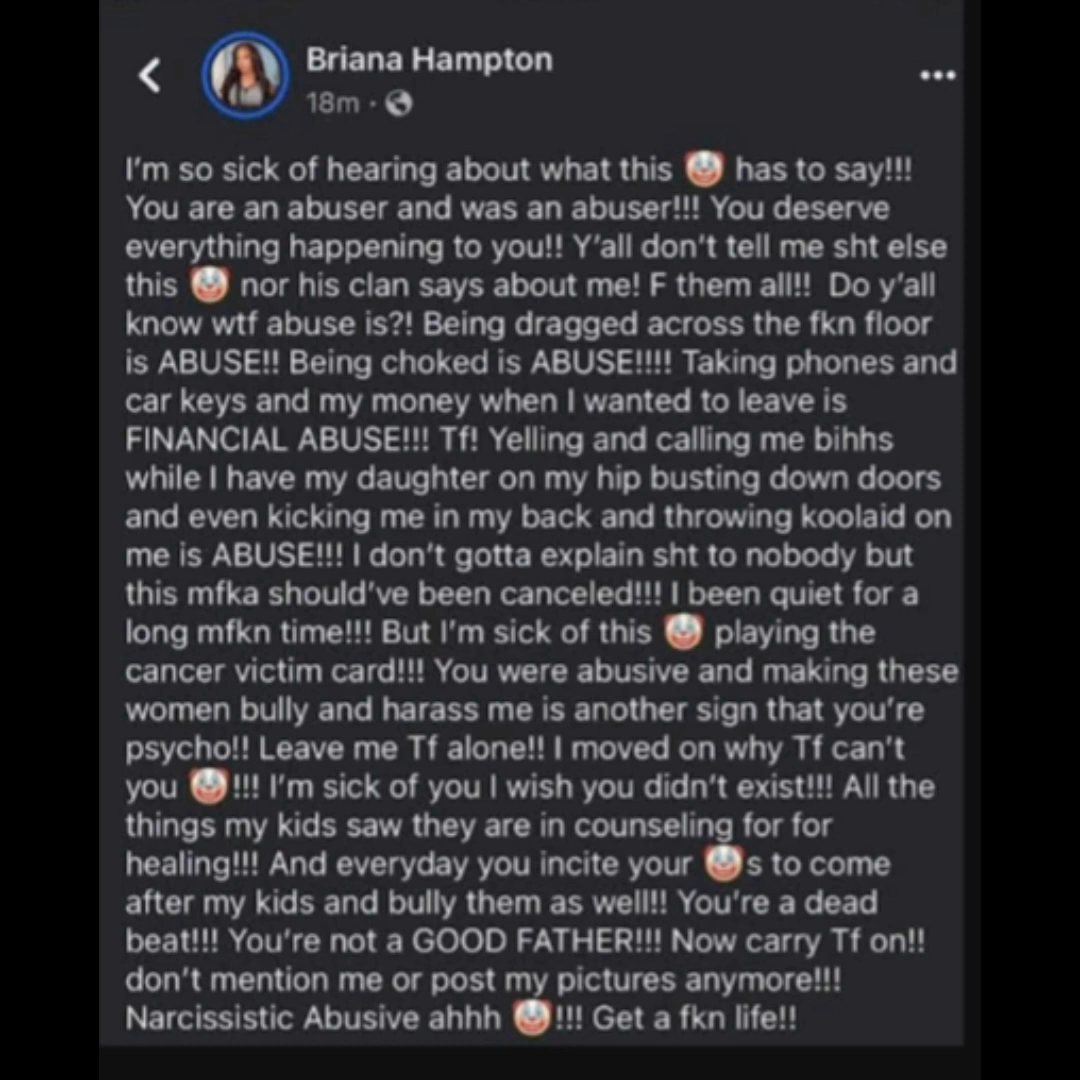 Briana Hampton
18m ·
I'm so sick of hearing about what this 🤡 has to say!!!
You are an abuser and was an abuser!!! You deserve
everything happening to you!! Y'all don't tell me sht else
this 🤡 nor his clan says about me! F them all!! Do y'all
know wtf abuse is?! Being dragged across the fkn floor
is ABUSE!! Being choked is ABUSE!!!! Taking phones and
car keys and my money when I wanted to leave is
FINANCIAL ABUSE!!! Tf! Yelling and calling me bihhs
while I have my daughter on my hip busting down doors
and even kicking me in my back and throwing koolaid on
me is ABUSE!!! I don't gotta explain sht to nobody but
this mfka should've been canceled!!! I been quiet for a
long mfkn time!!! But I'm sick of this 🤡 playing the
cancer victim card!!! You were abusive and making these
women bully and harass me is another sign that you're
psycho!! Leave me Tf alone!! I moved on why Tf can't
you 🤡!!! I'm sick of you I wish you didn't exist!!! All the
things my kids saw they are in counseling for for
healing!!! And everyday you incite your 🤡s to come
after my kids and bully them as well!! You're a dead
beat!!! You're not a GOOD FATHER!!! Now carry Tf on!!
don't mention me or post my pictures anymore!!!
Narcissistic Abusive ahhh 🤡!!! Get a fkn life!!